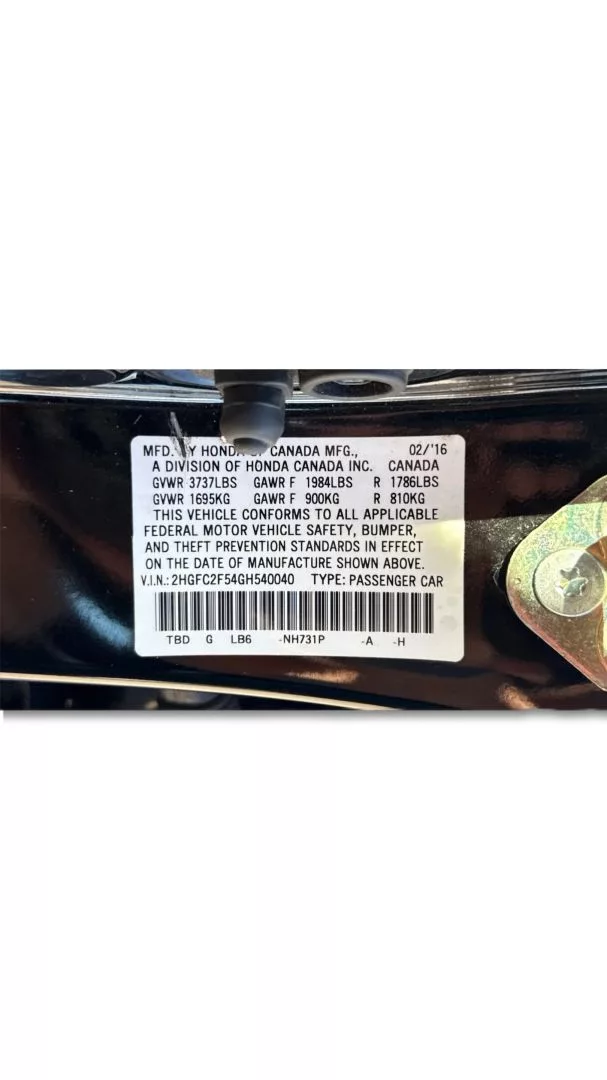 MFD. BY HONDA OF CANADA MFG., 02/'16
A DIVISION OF HONDA CANADA INC. CANADA
GVWR 3737LBS GAWR F 1984LBS R 1786LBS
GVWR 1695KG GAWR F 900KG R 810KG
THIS VEHICLE CONFORMS TO ALL APPLICABLE
FEDERAL MOTOR VEHICLE SAFETY, BUMPER,
AND THEFT PREVENTION STANDARDS IN EFFECT
ON THE DATE OF MANUFACTURE SHOWN ABOVE.
V.I.N.: 2HGFC2F54GH540040 TYPE: PASSENGER CAR
TBD G LB6 -NH731P -A -H